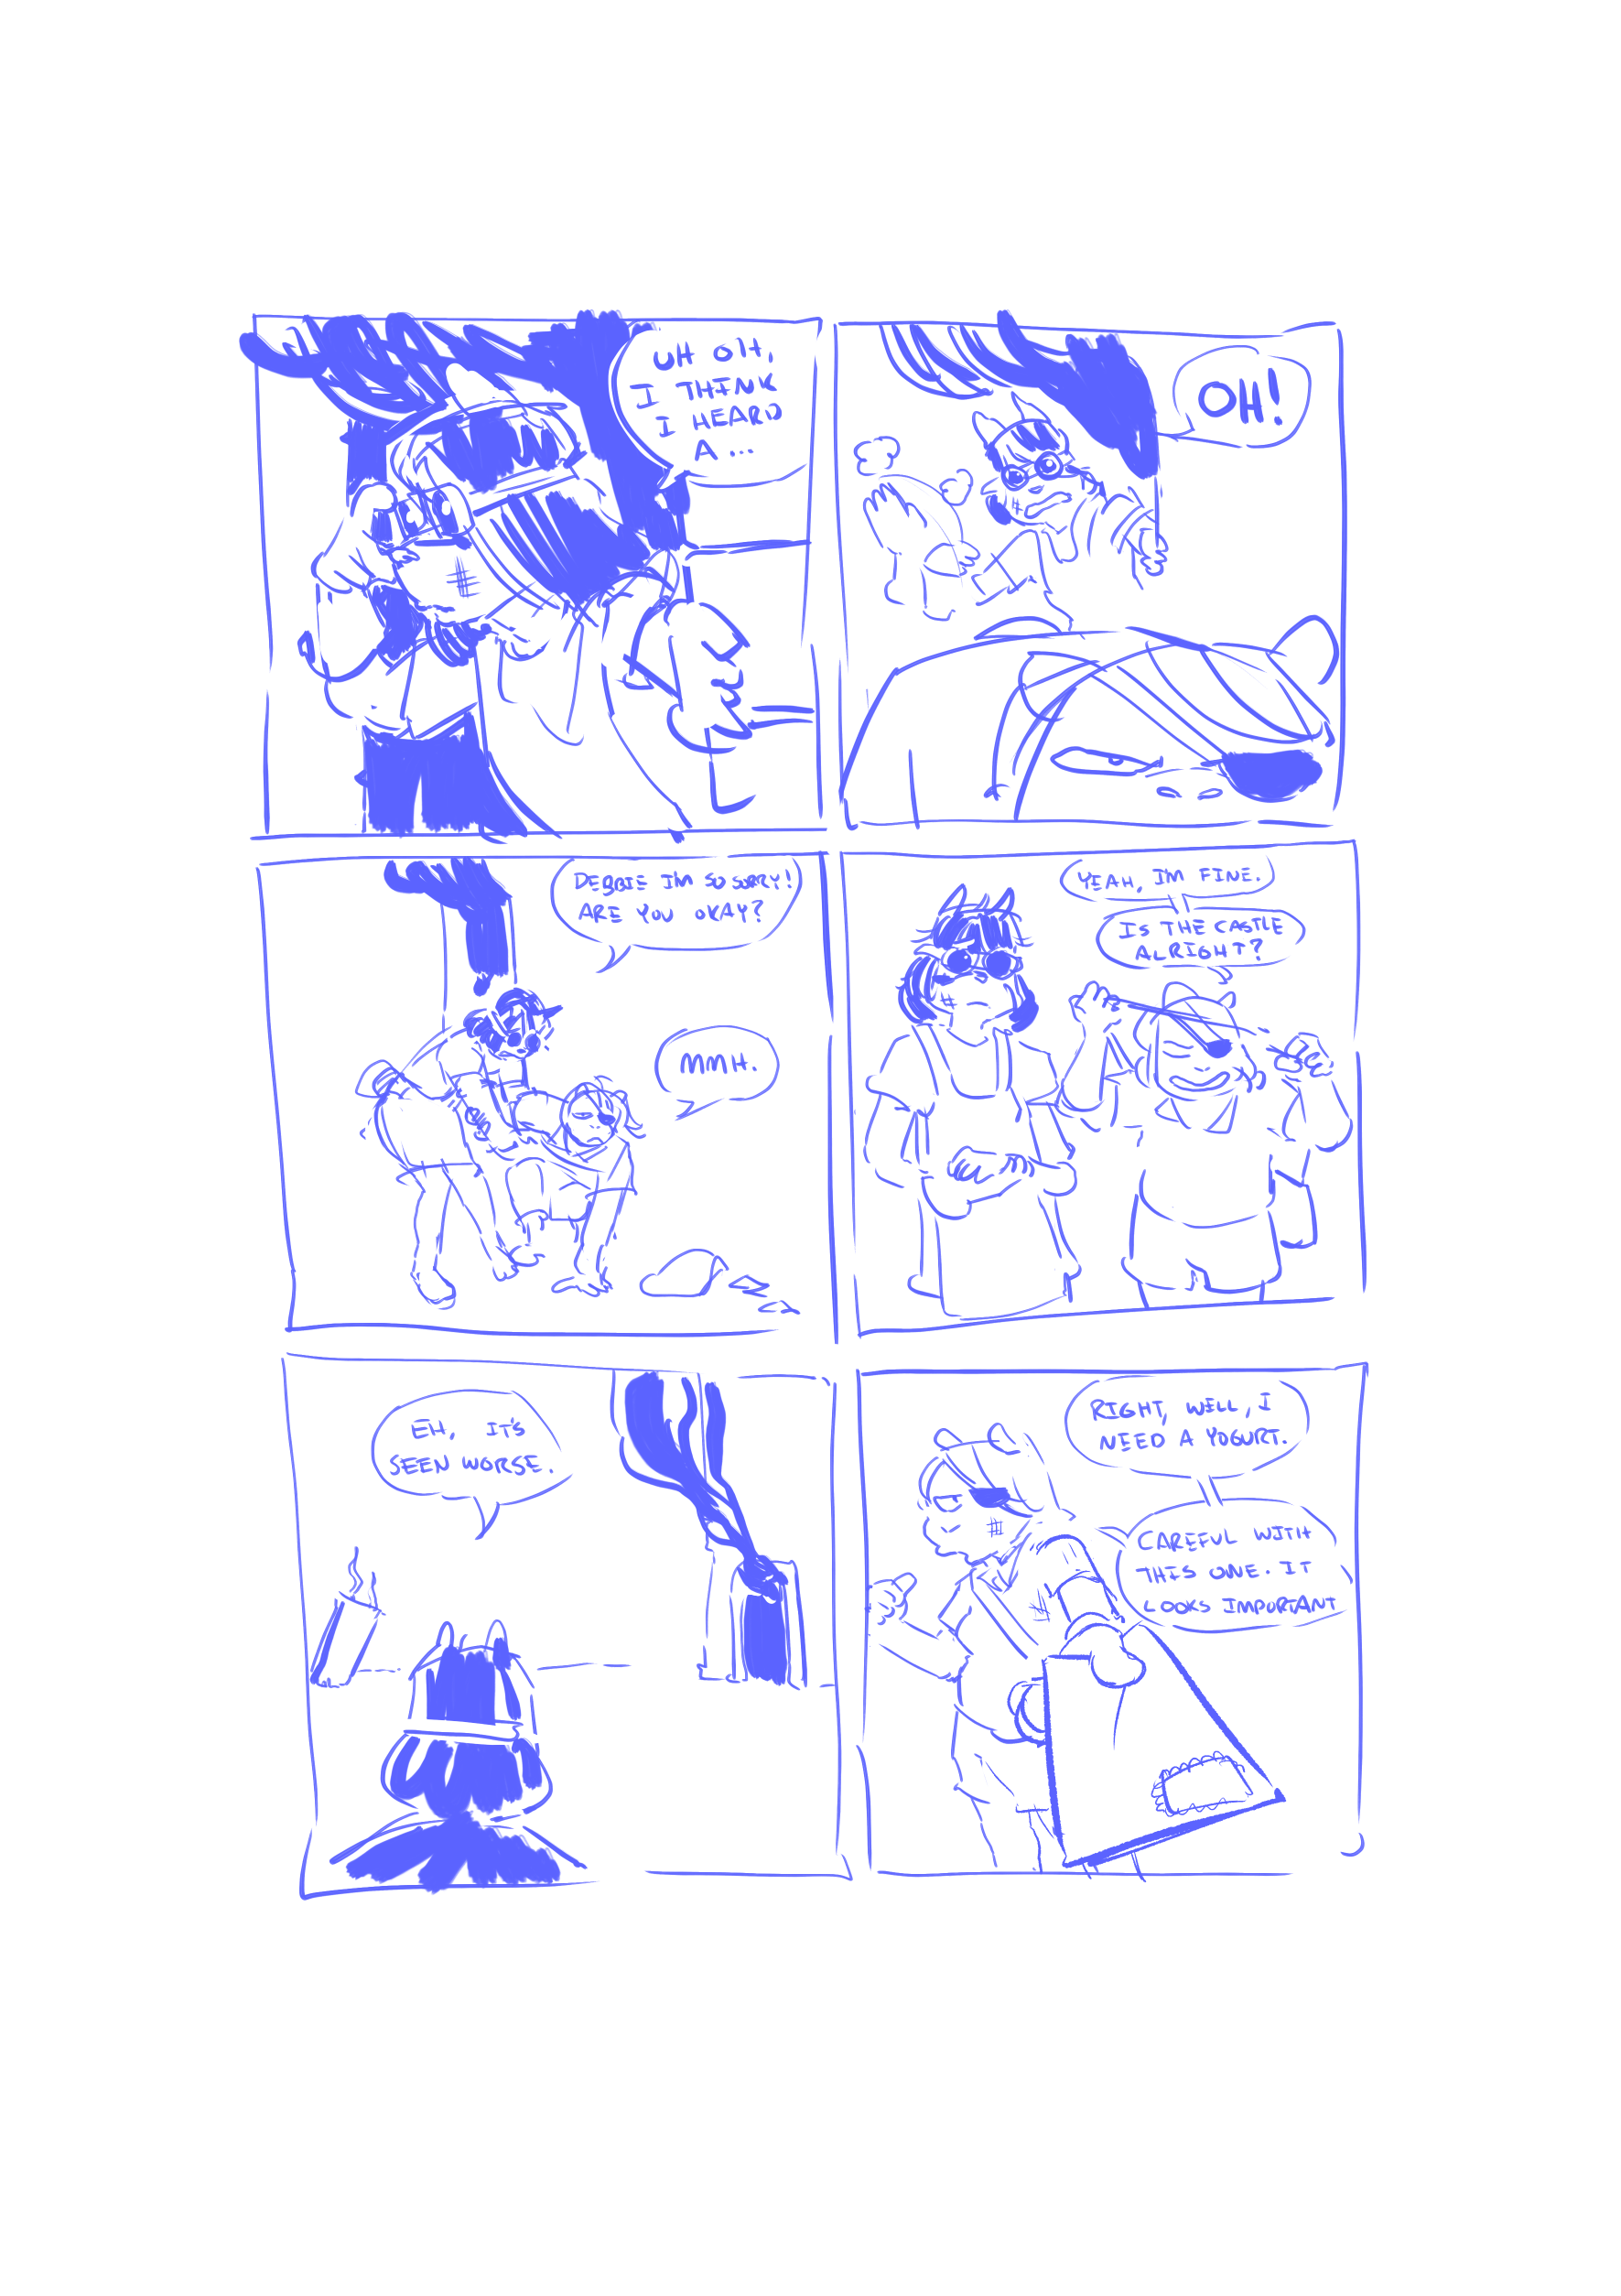 UH OH,
I THINK
I HEARD
A...
OH!
DEBBIE I'M SO SORRY!
ARE YOU OKAY?
MMH.
YEAH, I'M FINE.
IS THE CASTLE
ALRIGHT?
EH, IT'S
SEEN WORSE.
RIGHT, WELL, I
NEED A YOGURT.
CAREFUL WITH
THIS ONE. IT
LOOKS IMPORTANT